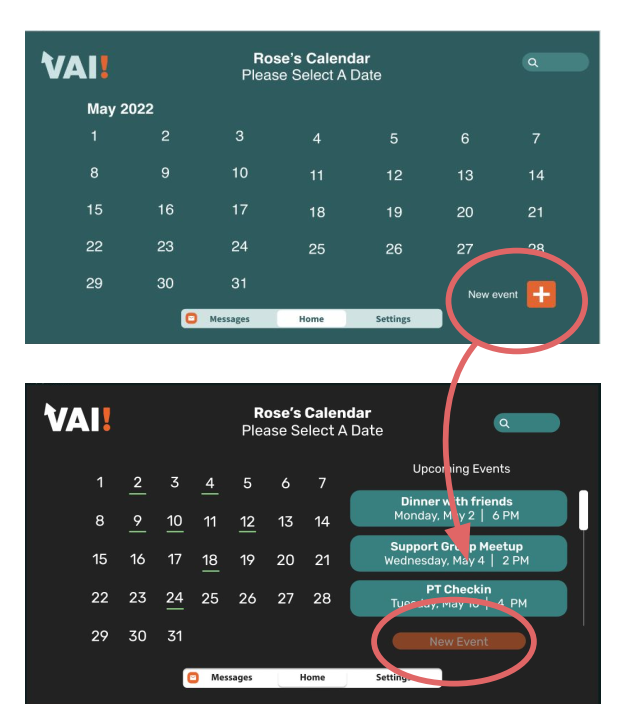 VAI!
Rose's Calendar
Please Select A Date
May 2022
1 2 3 4 5 6 7
8 9 10 11 12 13 14
15 16 17 18 19 20 21
22 23 24 25 26 27 28
29 30 31
New event
Messages Home Settings
VAI!
Rose's Calendar
Please Select A Date
Upcoming Events
1 2 3 4 5 6 7
8 9 10 11 12 13 14
15 16 17 18 19 20 21
22 23 24 25 26 27 28
29 30 31
Dinner with friends
Monday, May 2 | 6 PM
Support Group Meetup
Wednesday, May 4 | 2 PM
PT Checkin
Tuesday, May 10 | 4 PM
New Event
Messages Home Settings